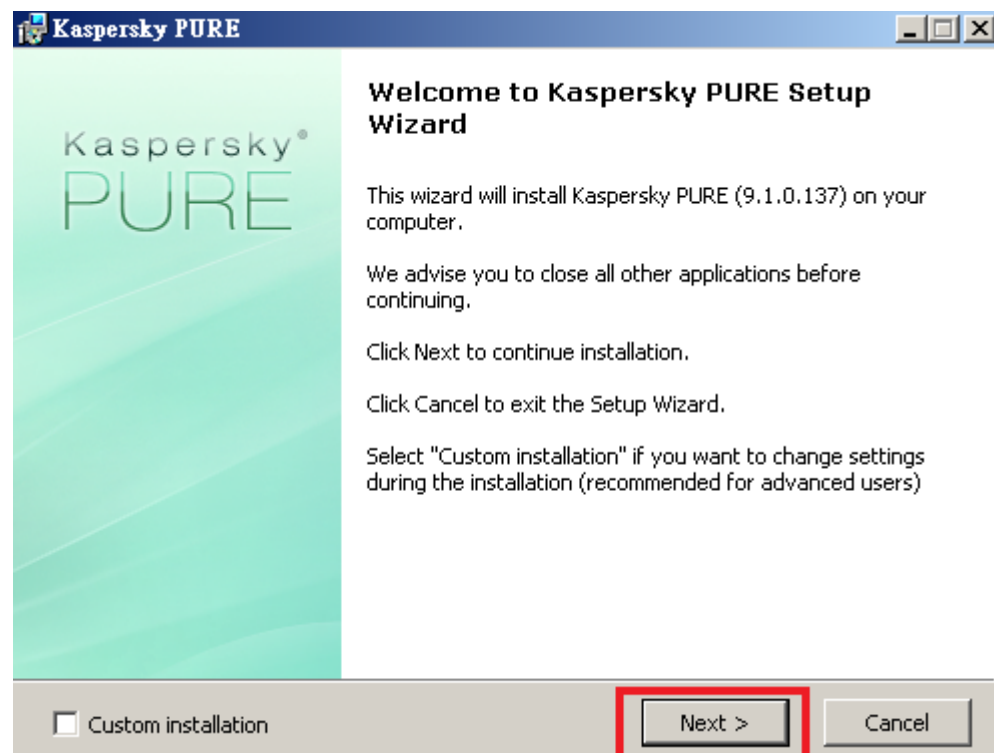 Kaspersky PURE
Kaspersky®
PURE
Welcome to Kaspersky PURE Setup
Wizard
This wizard will install Kaspersky PURE (9.1.0.137) on your
computer.
We advise you to close all other applications before
continuing.
Click Next to continue installation.
Click Cancel to exit the Setup Wizard.
Select "Custom installation" if you want to change settings
during the installation (recommended for advanced users)
Custom installation
Next >
Cancel